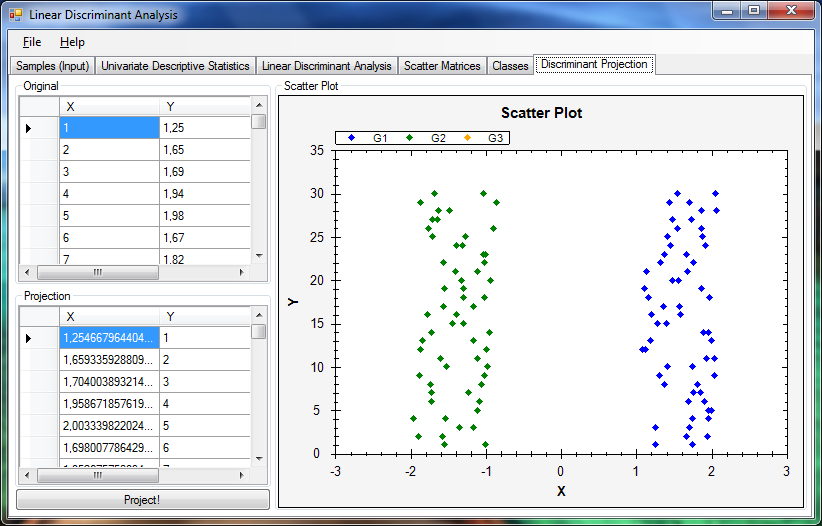 Linear Discriminant Analysis
File Help
Samples (Input) Univariate Descriptive Statistics Linear Discriminant Analysis Scatter Matrices Classes Discriminant Projection
Original
X Y
1 1,25
2 1,65
3 1,69
4 1,94
5 1,98
6 1,67
7 1,82
Projection
X Y
1,254667964404... 1
1,659335928809... 2
1,704003893214... 3
1,958671857619... 4
2,003339822024... 5
1,698007786429... 6
Project!
Scatter Plot
Scatter Plot
G1 G2 G3
35
30
25
20
15
10
5
0
Y
-3 -2 -1 0 1 2 3
X